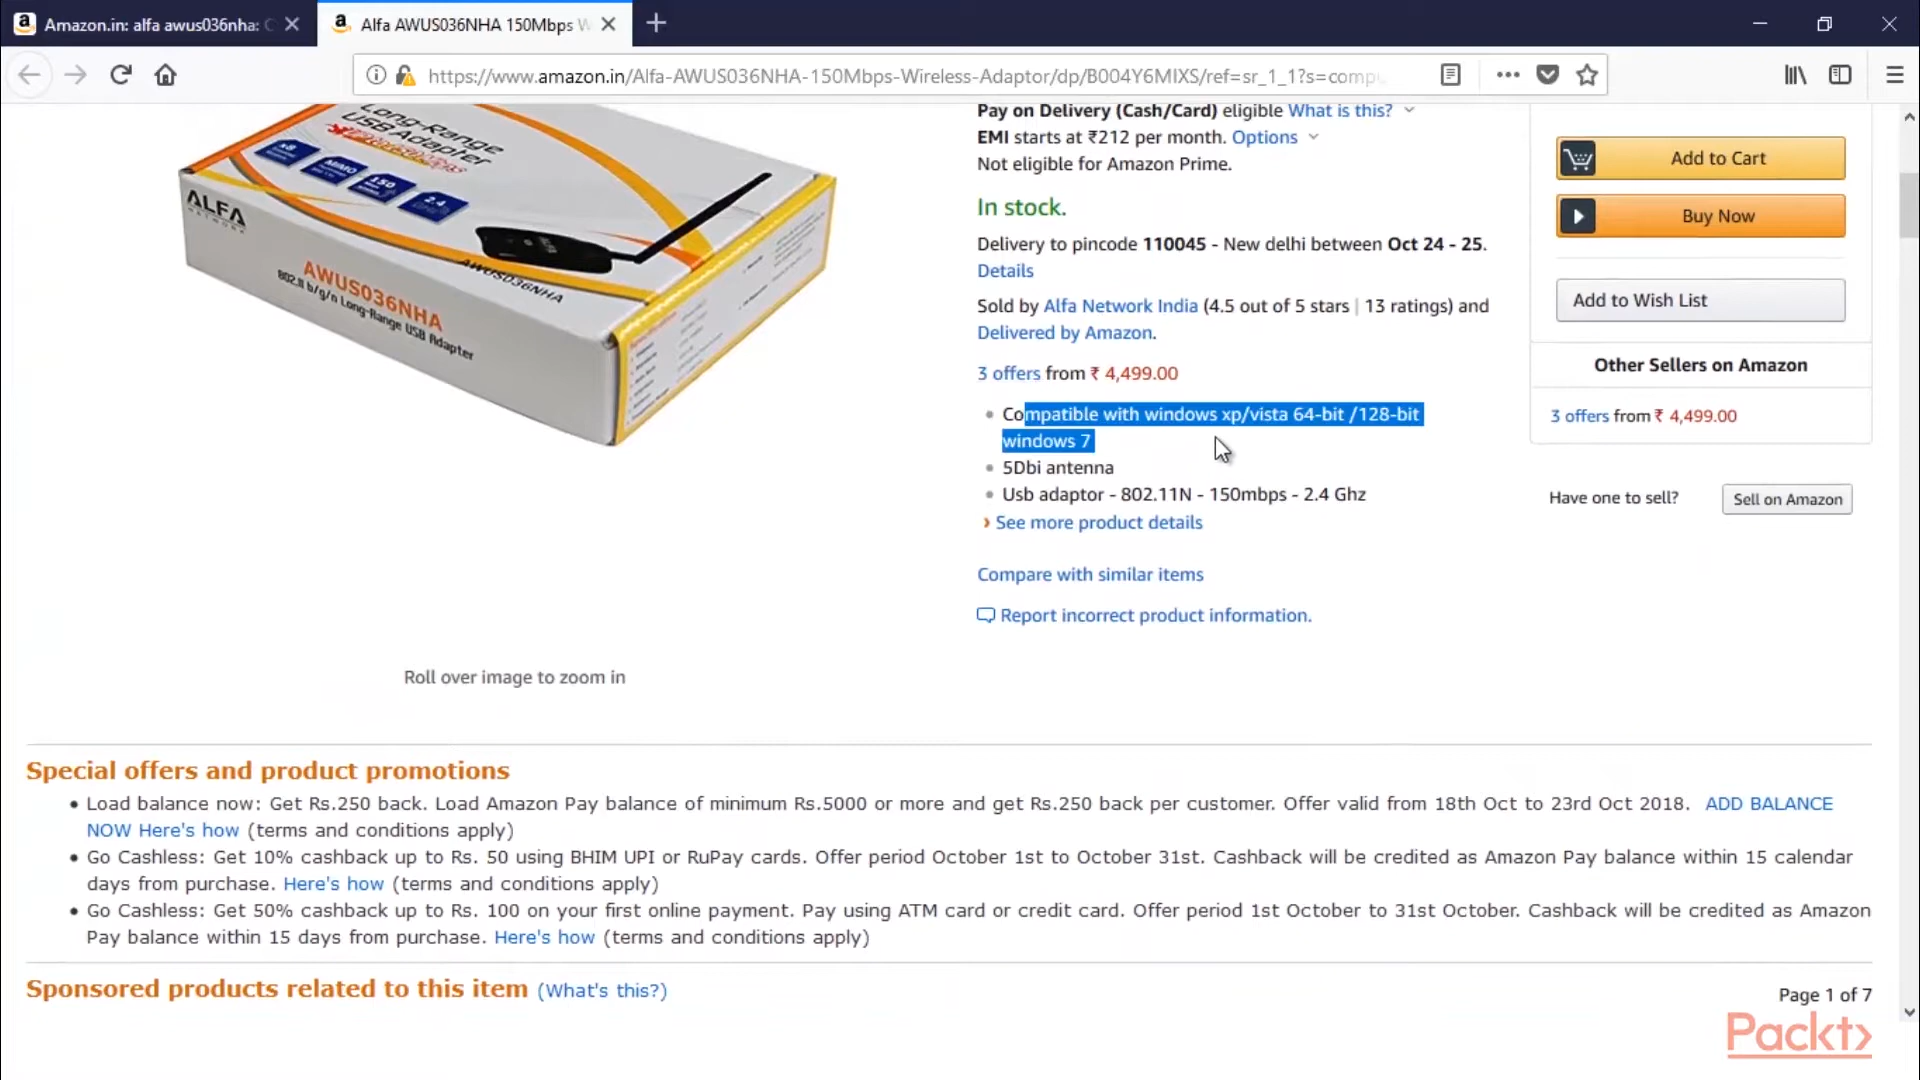 Amazon.in: alfa awus036nha:
Alfa AWUS036NHA 150Mbps
https://www.amazon.in/Alfa-AWUS036NHA-150Mbps-Wireless-Adaptor/dp/B004Y6MIXS/ref=sr_1_1?s=comp
Long-Range
USB Adapter
x8
MIMO
150
2.4
ALFA
NETWORK
AWUS036NHA
AWUS036NHA
802.11 b/g/n Long-Range USB Adapter
Pay on Delivery (Cash/Card) eligible What is this?
EMI starts at ₹212 per month. Options
Not eligible for Amazon Prime.
In stock.
Delivery to pincode 110045 - New delhi between Oct 24 - 25.
Details
Sold by Alfa Network India (4.5 out of 5 stars | 13 ratings) and
Delivered by Amazon.
3 offers from ₹ 4,499.00
Compatible with windows xp/vista 64-bit /128-bit
windows 7
5Dbi antenna
Usb adaptor - 802.11N - 150mbps - 2.4 Ghz
› See more product details
Compare with similar items
Report incorrect product information.
Add to Cart
Buy Now
Add to Wish List
Other Sellers on Amazon
3 offers from ₹ 4,499.00
Have one to sell? Sell on Amazon
Roll over image to zoom in
Special offers and product promotions
• Load balance now: Get Rs.250 back. Load Amazon Pay balance of minimum Rs.5000 or more and get Rs.250 back per customer. Offer valid from 18th Oct to 23rd Oct 2018. ADD BALANCE
NOW Here's how (terms and conditions apply)
• Go Cashless: Get 10% cashback up to Rs. 50 using BHIM UPI or RuPay cards. Offer period October 1st to October 31st. Cashback will be credited as Amazon Pay balance within 15 calendar
days from purchase. Here's how (terms and conditions apply)
• Go Cashless: Get 50% cashback up to Rs. 100 on your first online payment. Pay using ATM card or credit card. Offer period 1st October to 31st October. Cashback will be credited as Amazon
Pay balance within 15 days from purchase. Here's how (terms and conditions apply)
Sponsored products related to this item (What's this?)
Page 1 of 7
Packt>